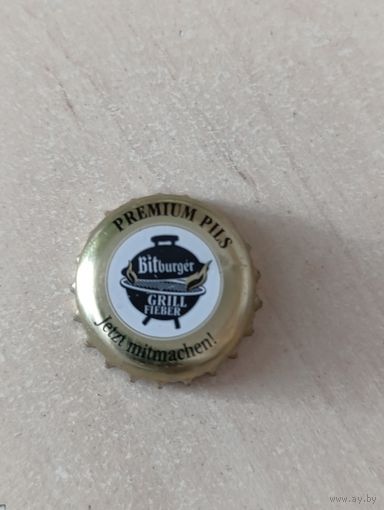 PREMIUM PILS
Bitburger
GRILL
FIEBER
Jetzt mitmachen!
www.ay.by